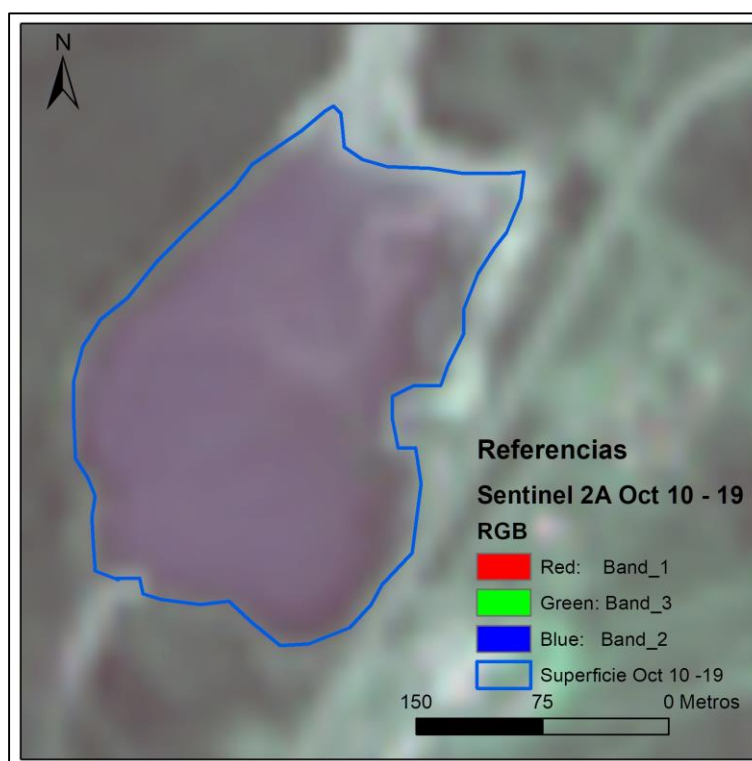 N
Referencias
Sentinel 2A Oct 10 - 19
RGB
Red: Band_1
Green: Band_3
Blue: Band_2
Superficie Oct 10 -19
150 75 0 Metros